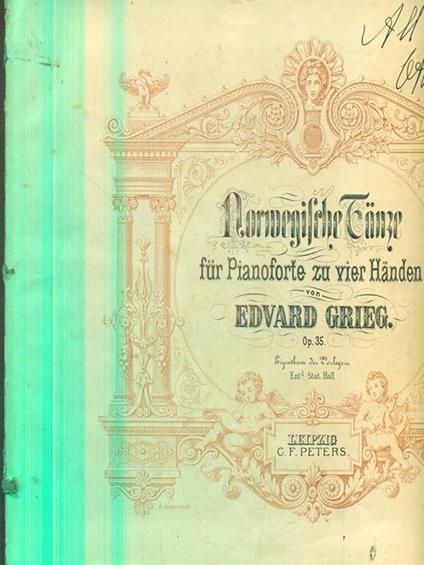 All
Norwegische Tänze
für Pianoforte zu vier Händen
von
EDVARD GRIEG.
Op. 35.
Eigenthum des Verlegers
Entᵈ Stat. Hall.
LEIPZIG
C. F. PETERS.